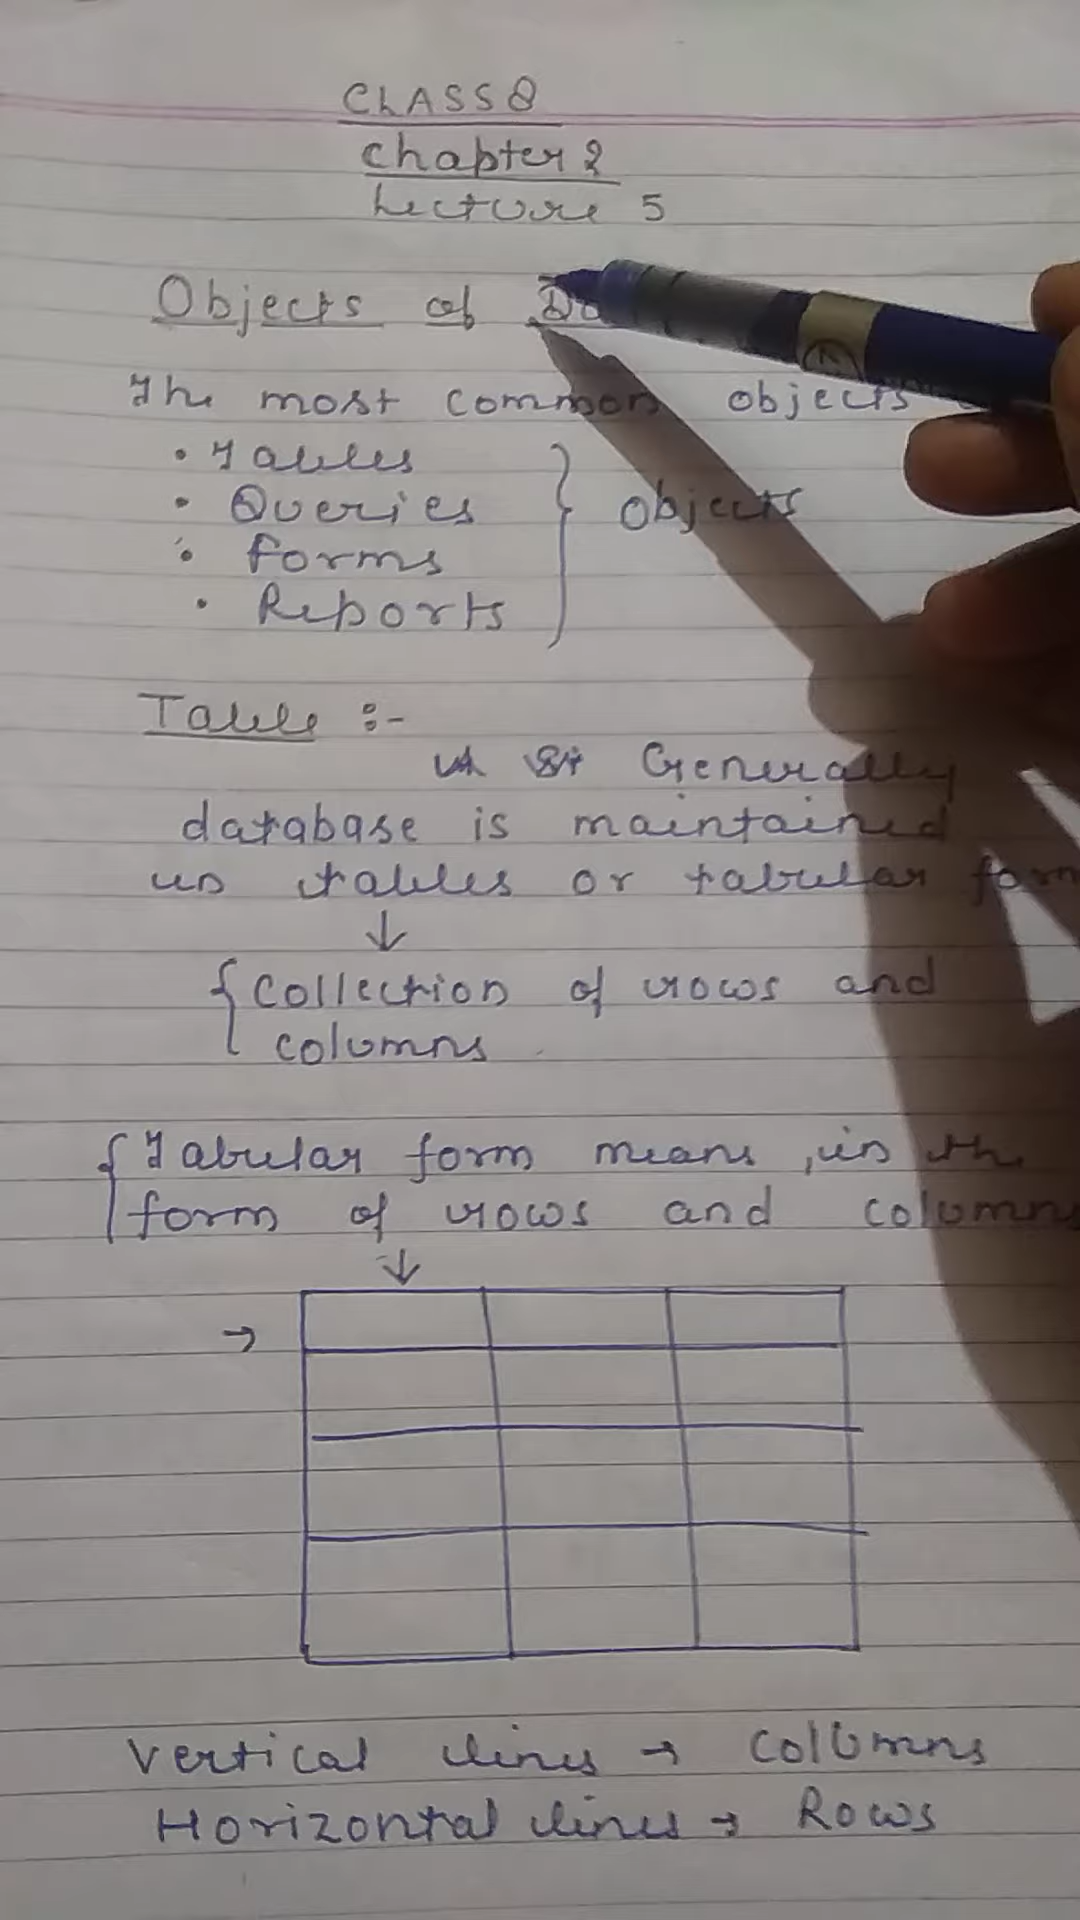 CLASS 8
Chapter 2
Lecture 5
Objects of
The most common objects
• Tables
• Queries
• Forms
• Reports
Objects
Table :-
Generally
database is maintained
in tables or tabular form
↓
{ Collection of rows and
columns
{ Tabular form means, in the
form of rows and columns
↓
→
Vertical lines → Columns
Horizontal lines → Rows